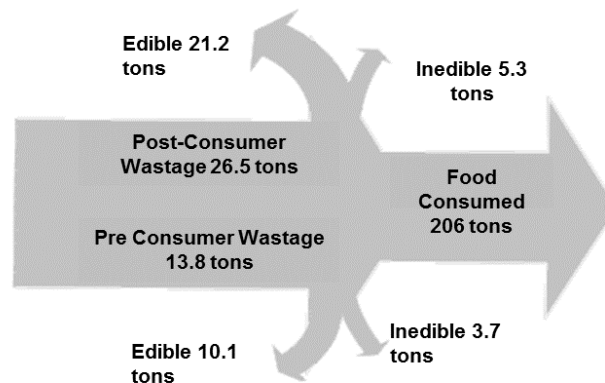 Edible 21.2
tons
Inedible 5.3
tons
Post-Consumer
Wastage 26.5 tons
Food
Consumed
206 tons
Pre Consumer Wastage
13.8 tons
Edible 10.1
tons
Inedible 3.7
tons